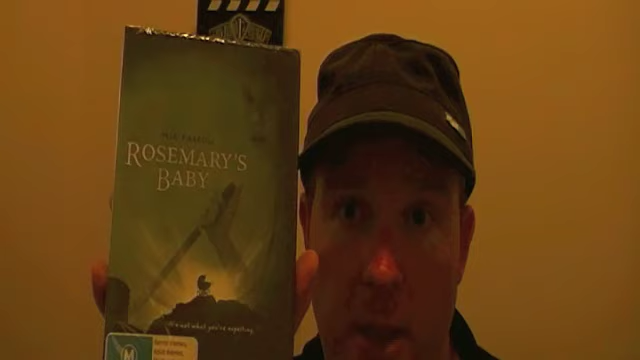 MIA FARROW
ROSEMARY'S
BABY
It's not what you're expecting.
M